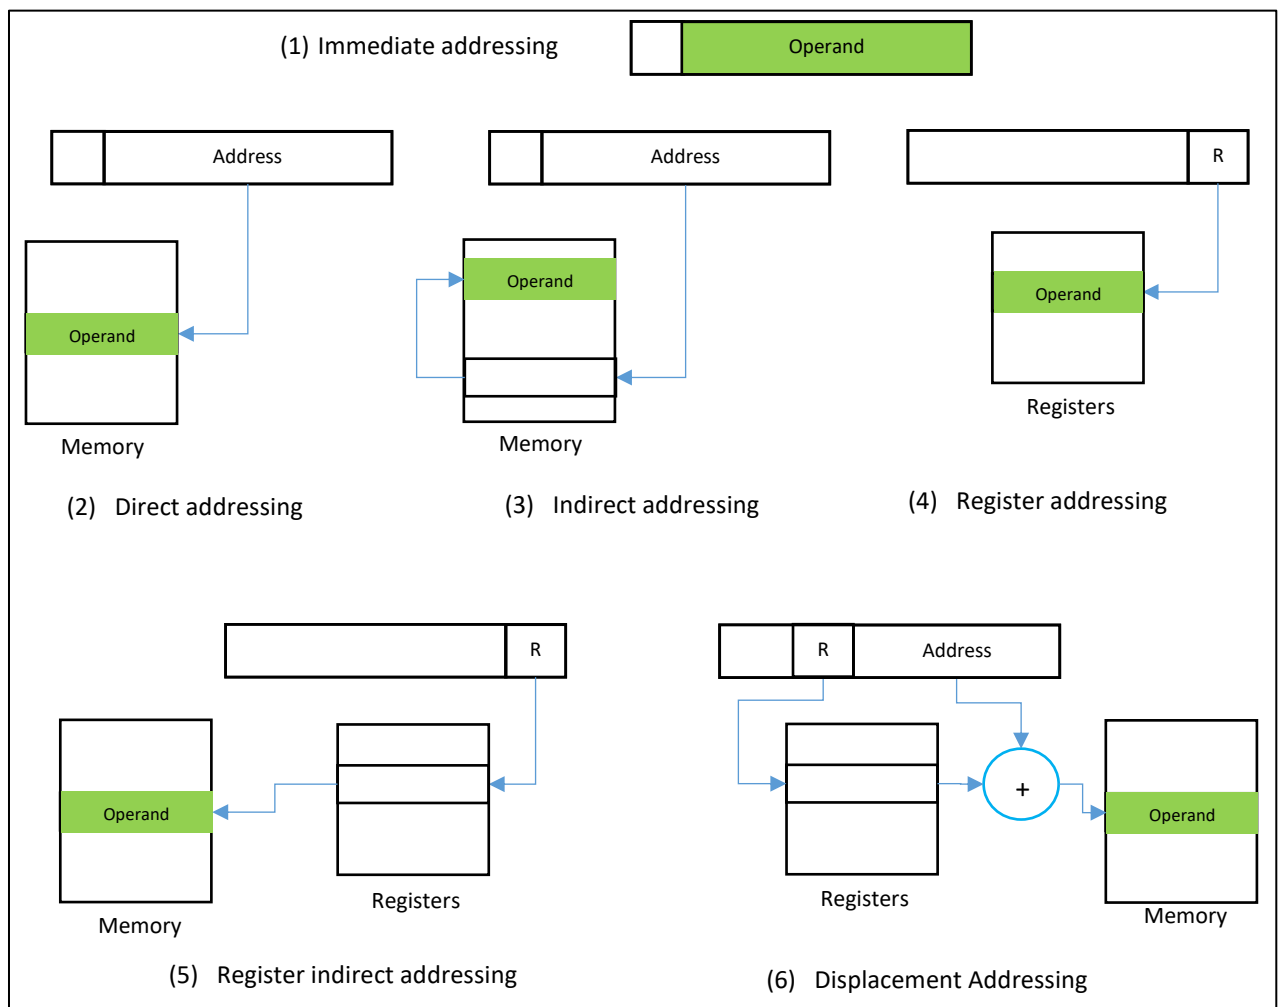 (1) Immediate addressing
Operand
Address
Address
R
Operand
Operand
Operand
Memory
Memory
Registers
(2) Direct addressing
(3) Indirect addressing
(4) Register addressing
R
R
Address
Operand
+
Operand
Memory
Registers
Registers
Memory
(5) Register indirect addressing
(6) Displacement Addressing